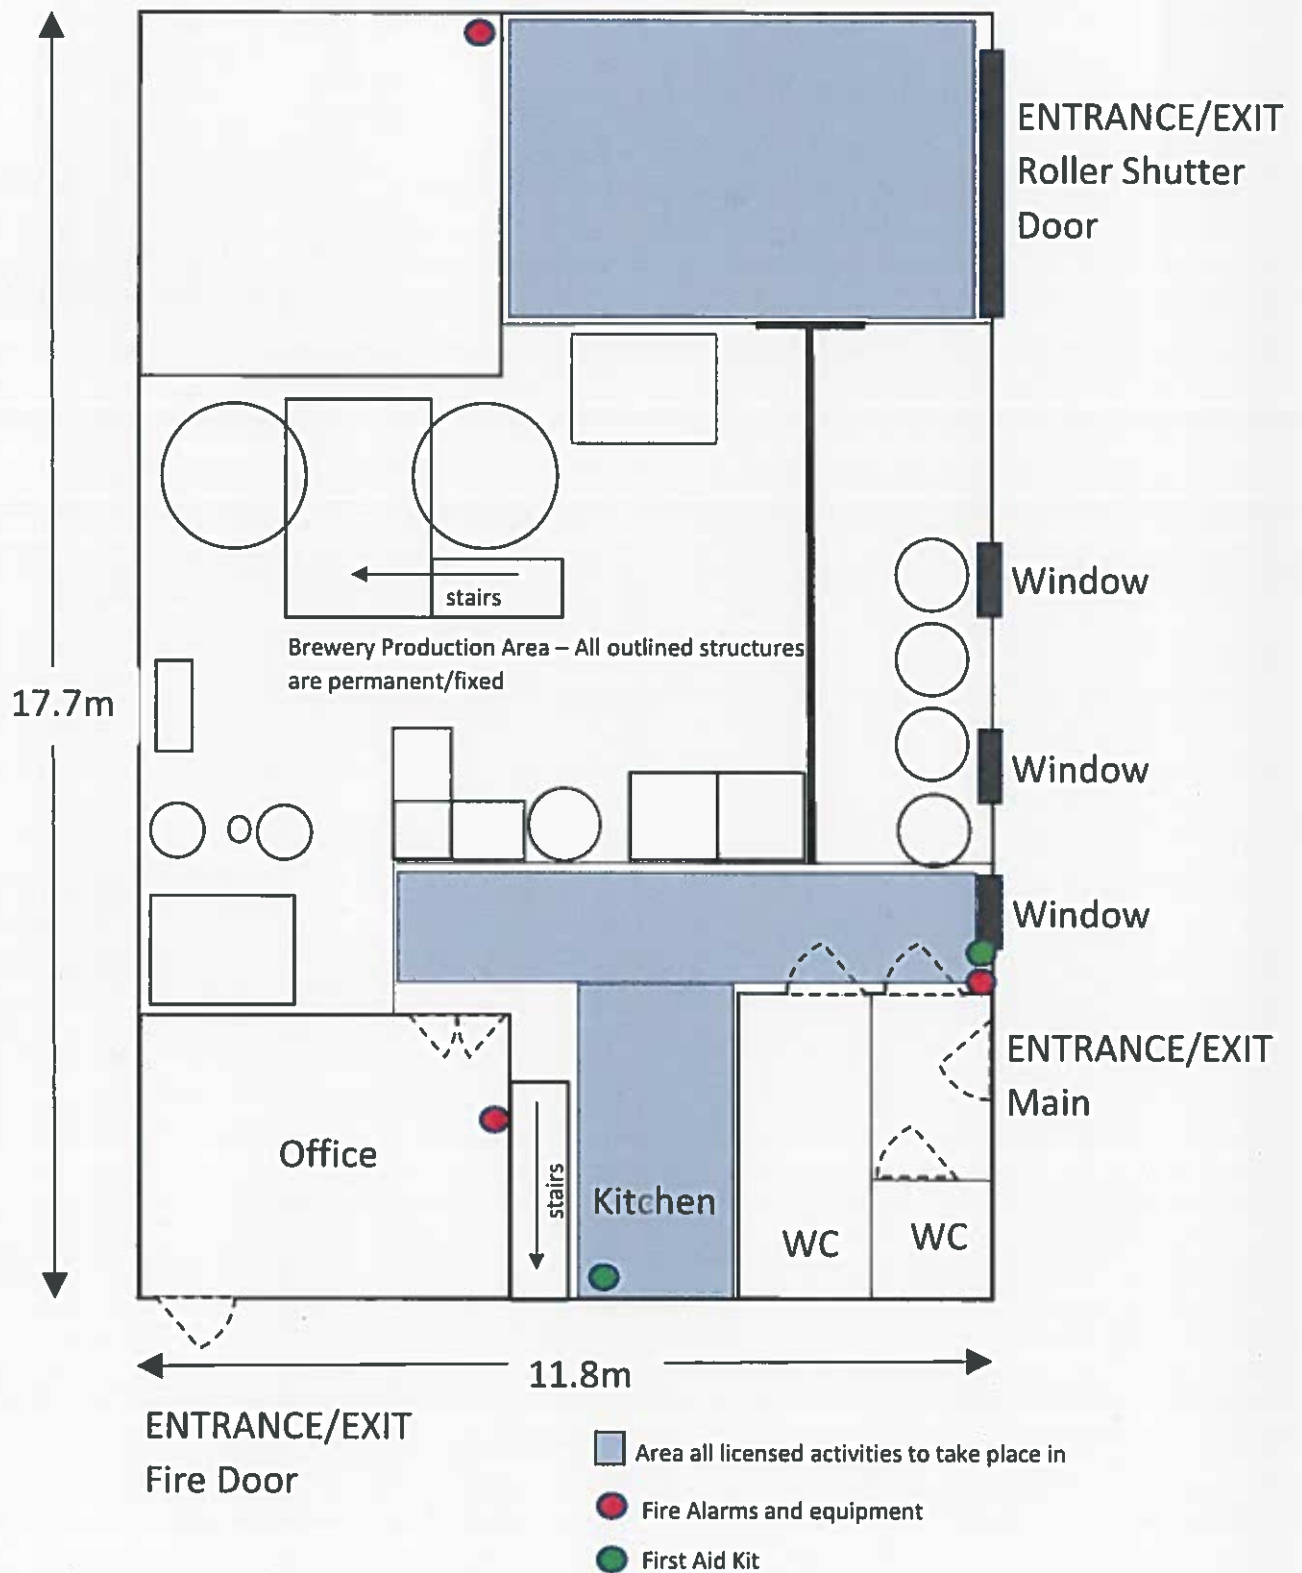 ENTRANCE/EXIT
Roller Shutter
Door
Window
stairs
Brewery Production Area – All outlined structures
are permanent/fixed
17.7m
Window
Window
ENTRANCE/EXIT
Main
Office
stairs
Kitchen
WC
WC
11.8m
ENTRANCE/EXIT
Fire Door
Area all licensed activities to take place in
Fire Alarms and equipment
First Aid Kit